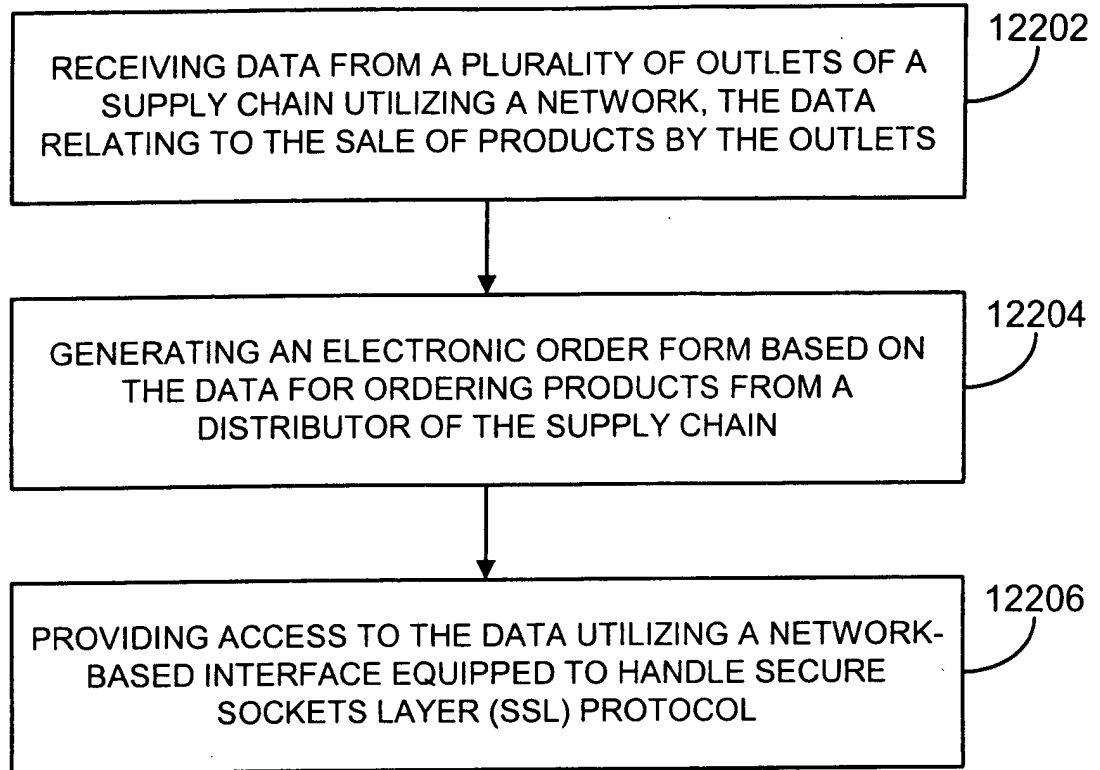 12202
RECEIVING DATA FROM A PLURALITY OF OUTLETS OF A
SUPPLY CHAIN UTILIZING A NETWORK, THE DATA
RELATING TO THE SALE OF PRODUCTS BY THE OUTLETS
12204
GENERATING AN ELECTRONIC ORDER FORM BASED ON
THE DATA FOR ORDERING PRODUCTS FROM A
DISTRIBUTOR OF THE SUPPLY CHAIN
12206
PROVIDING ACCESS TO THE DATA UTILIZING A NETWORK-
BASED INTERFACE EQUIPPED TO HANDLE SECURE
SOCKETS LAYER (SSL) PROTOCOL